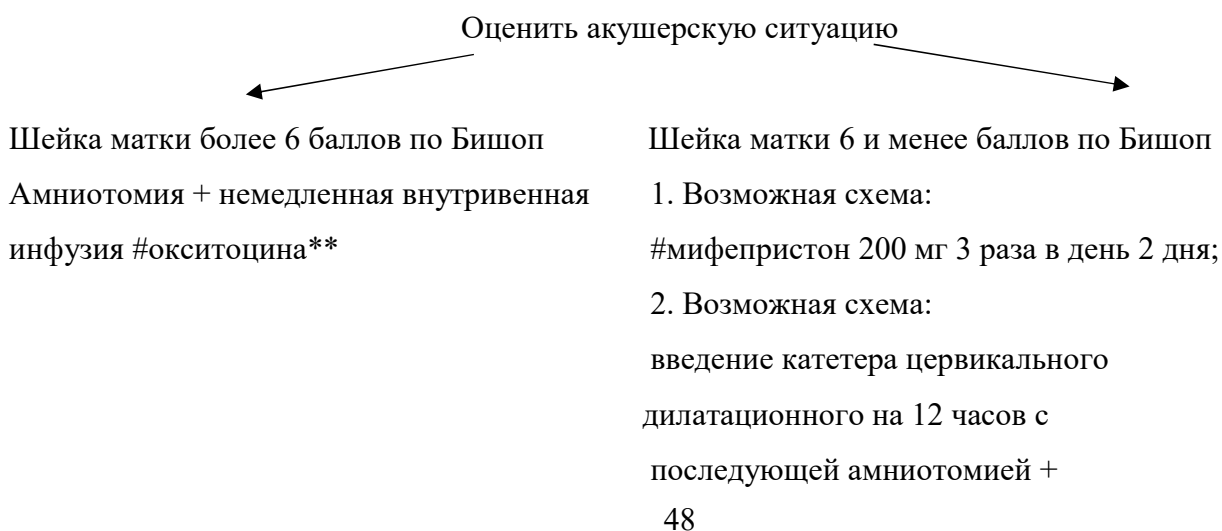 Оценить акушерскую ситуацию
Шейка матки более 6 баллов по Бишоп
Амниотомия + немедленная внутривенная
инфузия #окситоцина**
Шейка матки 6 и менее баллов по Бишоп
1. Возможная схема:
#мифепристон 200 мг 3 раза в день 2 дня;
2. Возможная схема:
введение катетера цервикального
дилатационного на 12 часов с
последующей амниотомией +
48